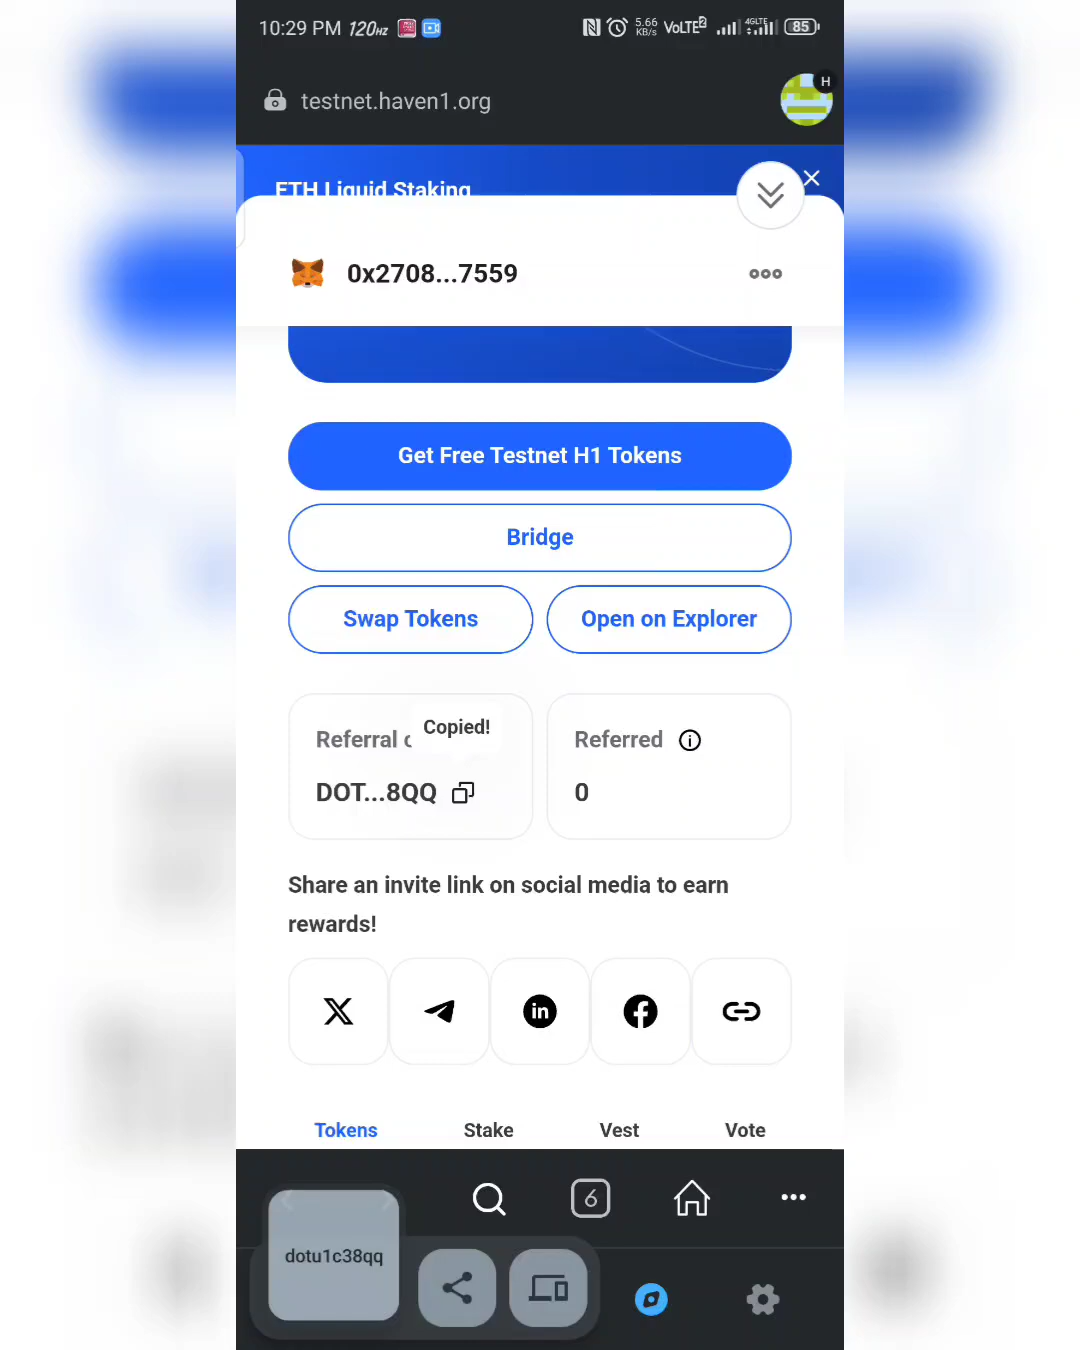 10:29 PM 120HZ 5.66 KB/s VoLTE2 4GLTE 85
testnet.haven1.org
H
ETH Liquid Staking
0x2708...7559
Get Free Testnet H1 Tokens
Bridge
Swap Tokens
Open on Explorer
Copied!
Referral c
Referred
DOT...8QQ
0
Share an invite link on social media to earn
rewards!
X
in
f
Tokens Stake Vest Vote
6
dotu1c38qq